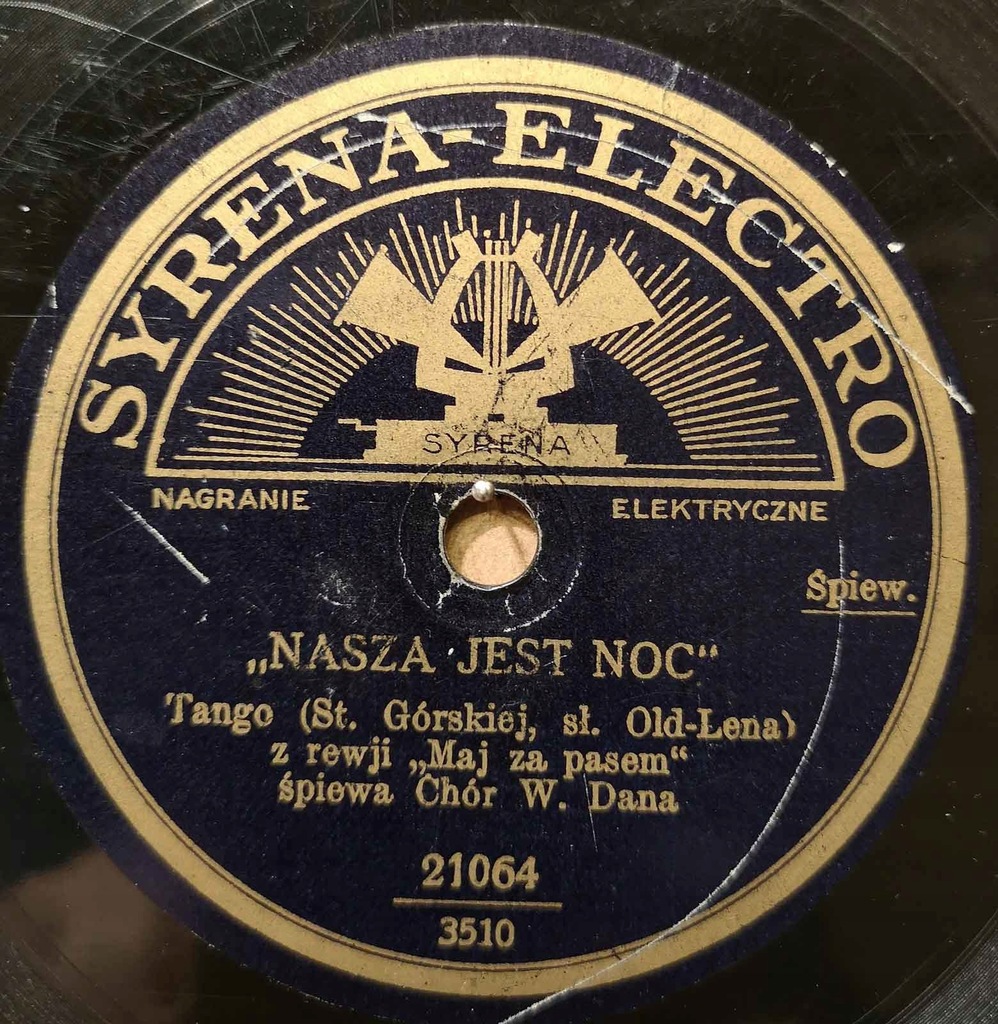 SYRENA-ELECTRO
SYRENA
NAGRANIE ELEKTRYCZNE
Śpiew.
„NASZA JEST NOC“
Tango (St. Górskiej, sł. Old-Lena)
z rewji „Maj za pasem“
śpiewa Chór W. Dana
21064
3510